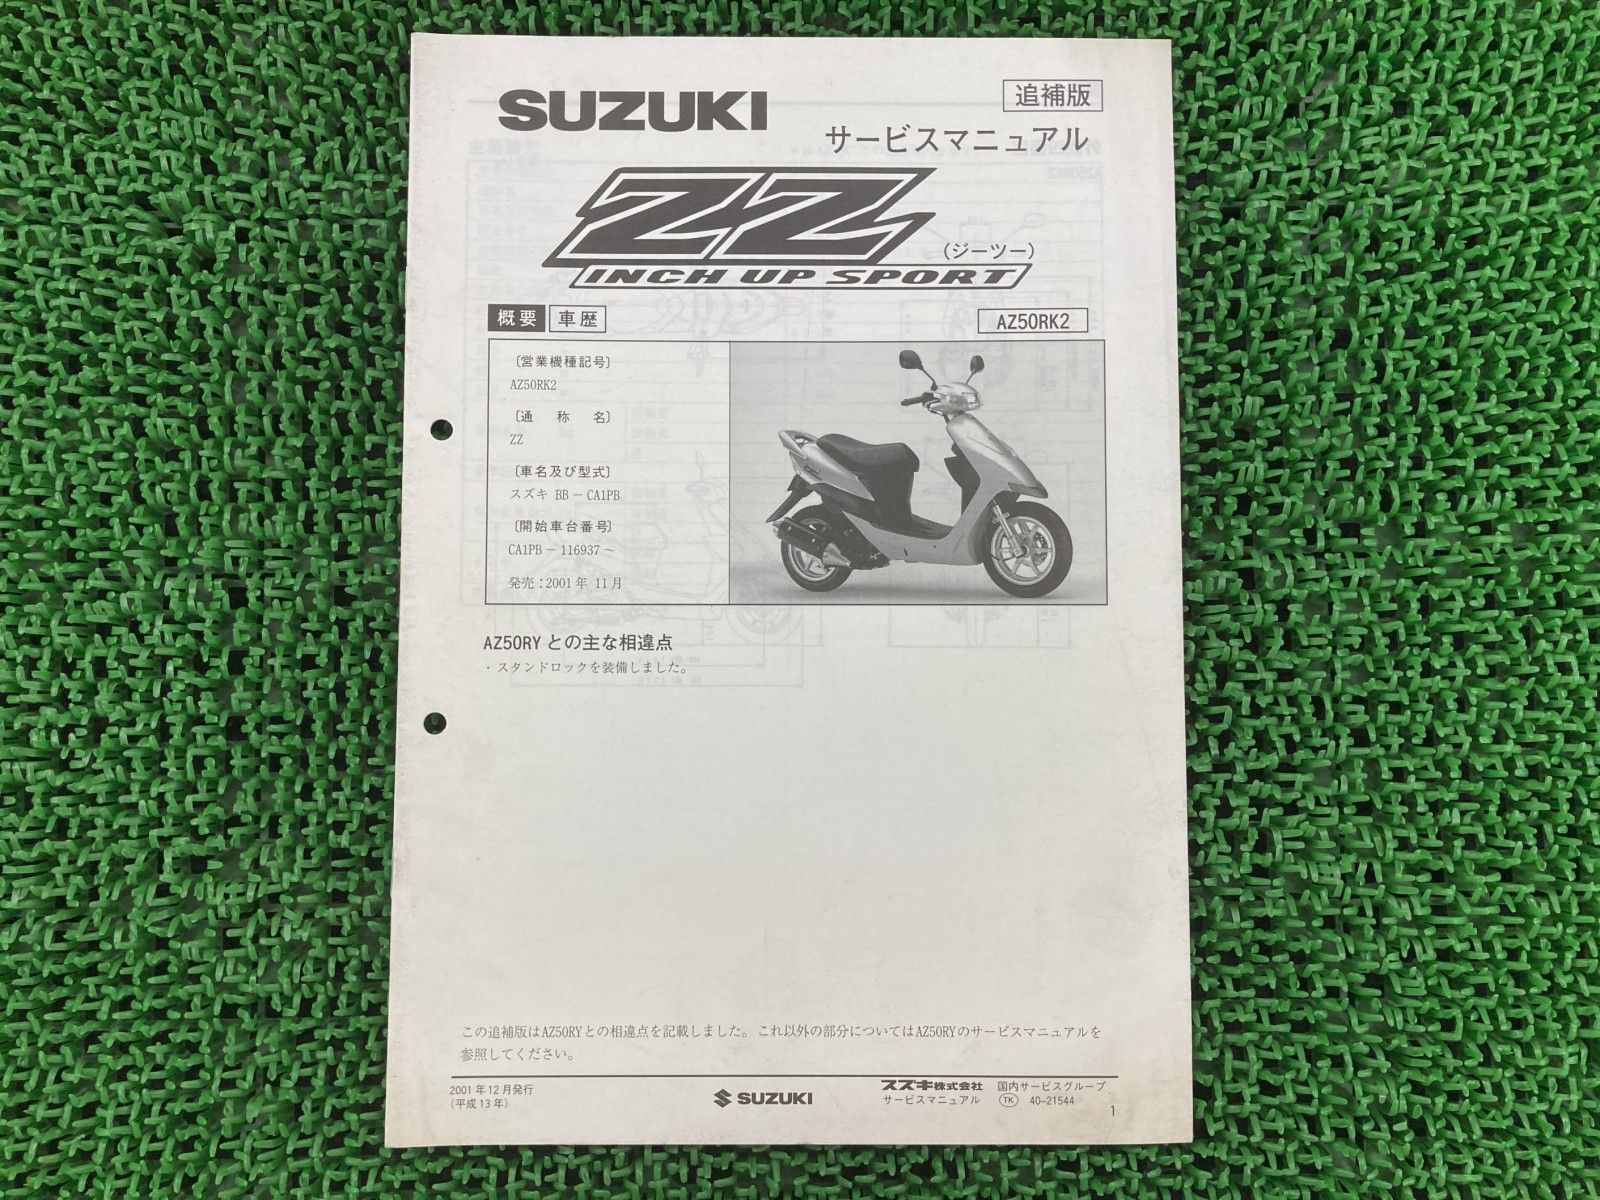 SUZUKI
追補版
サービスマニュアル
ZZ
(ジーツー)
INCH UP SPORT
概要 車歴
AZ50RK2
〔営業機種記号〕
AZ50RK2
〔通 称 名〕
ZZ
〔車名及び型式〕
スズキ BB－CA1PB
〔開始車台番号〕
CA1PB－116937～
発売：2001年 11月
AZ50RY との主な相違点
・スタンドロックを装備しました。
この追補版はAZ50RYとの相違点を記載しました。これ以外の部分についてはAZ50RYのサービスマニュアルを
参照してください。
2001年12月発行
(平成13年)
SUZUKI
スズキ株式会社 国内サービスグループ
サービスマニュアル TK 40-21544
1